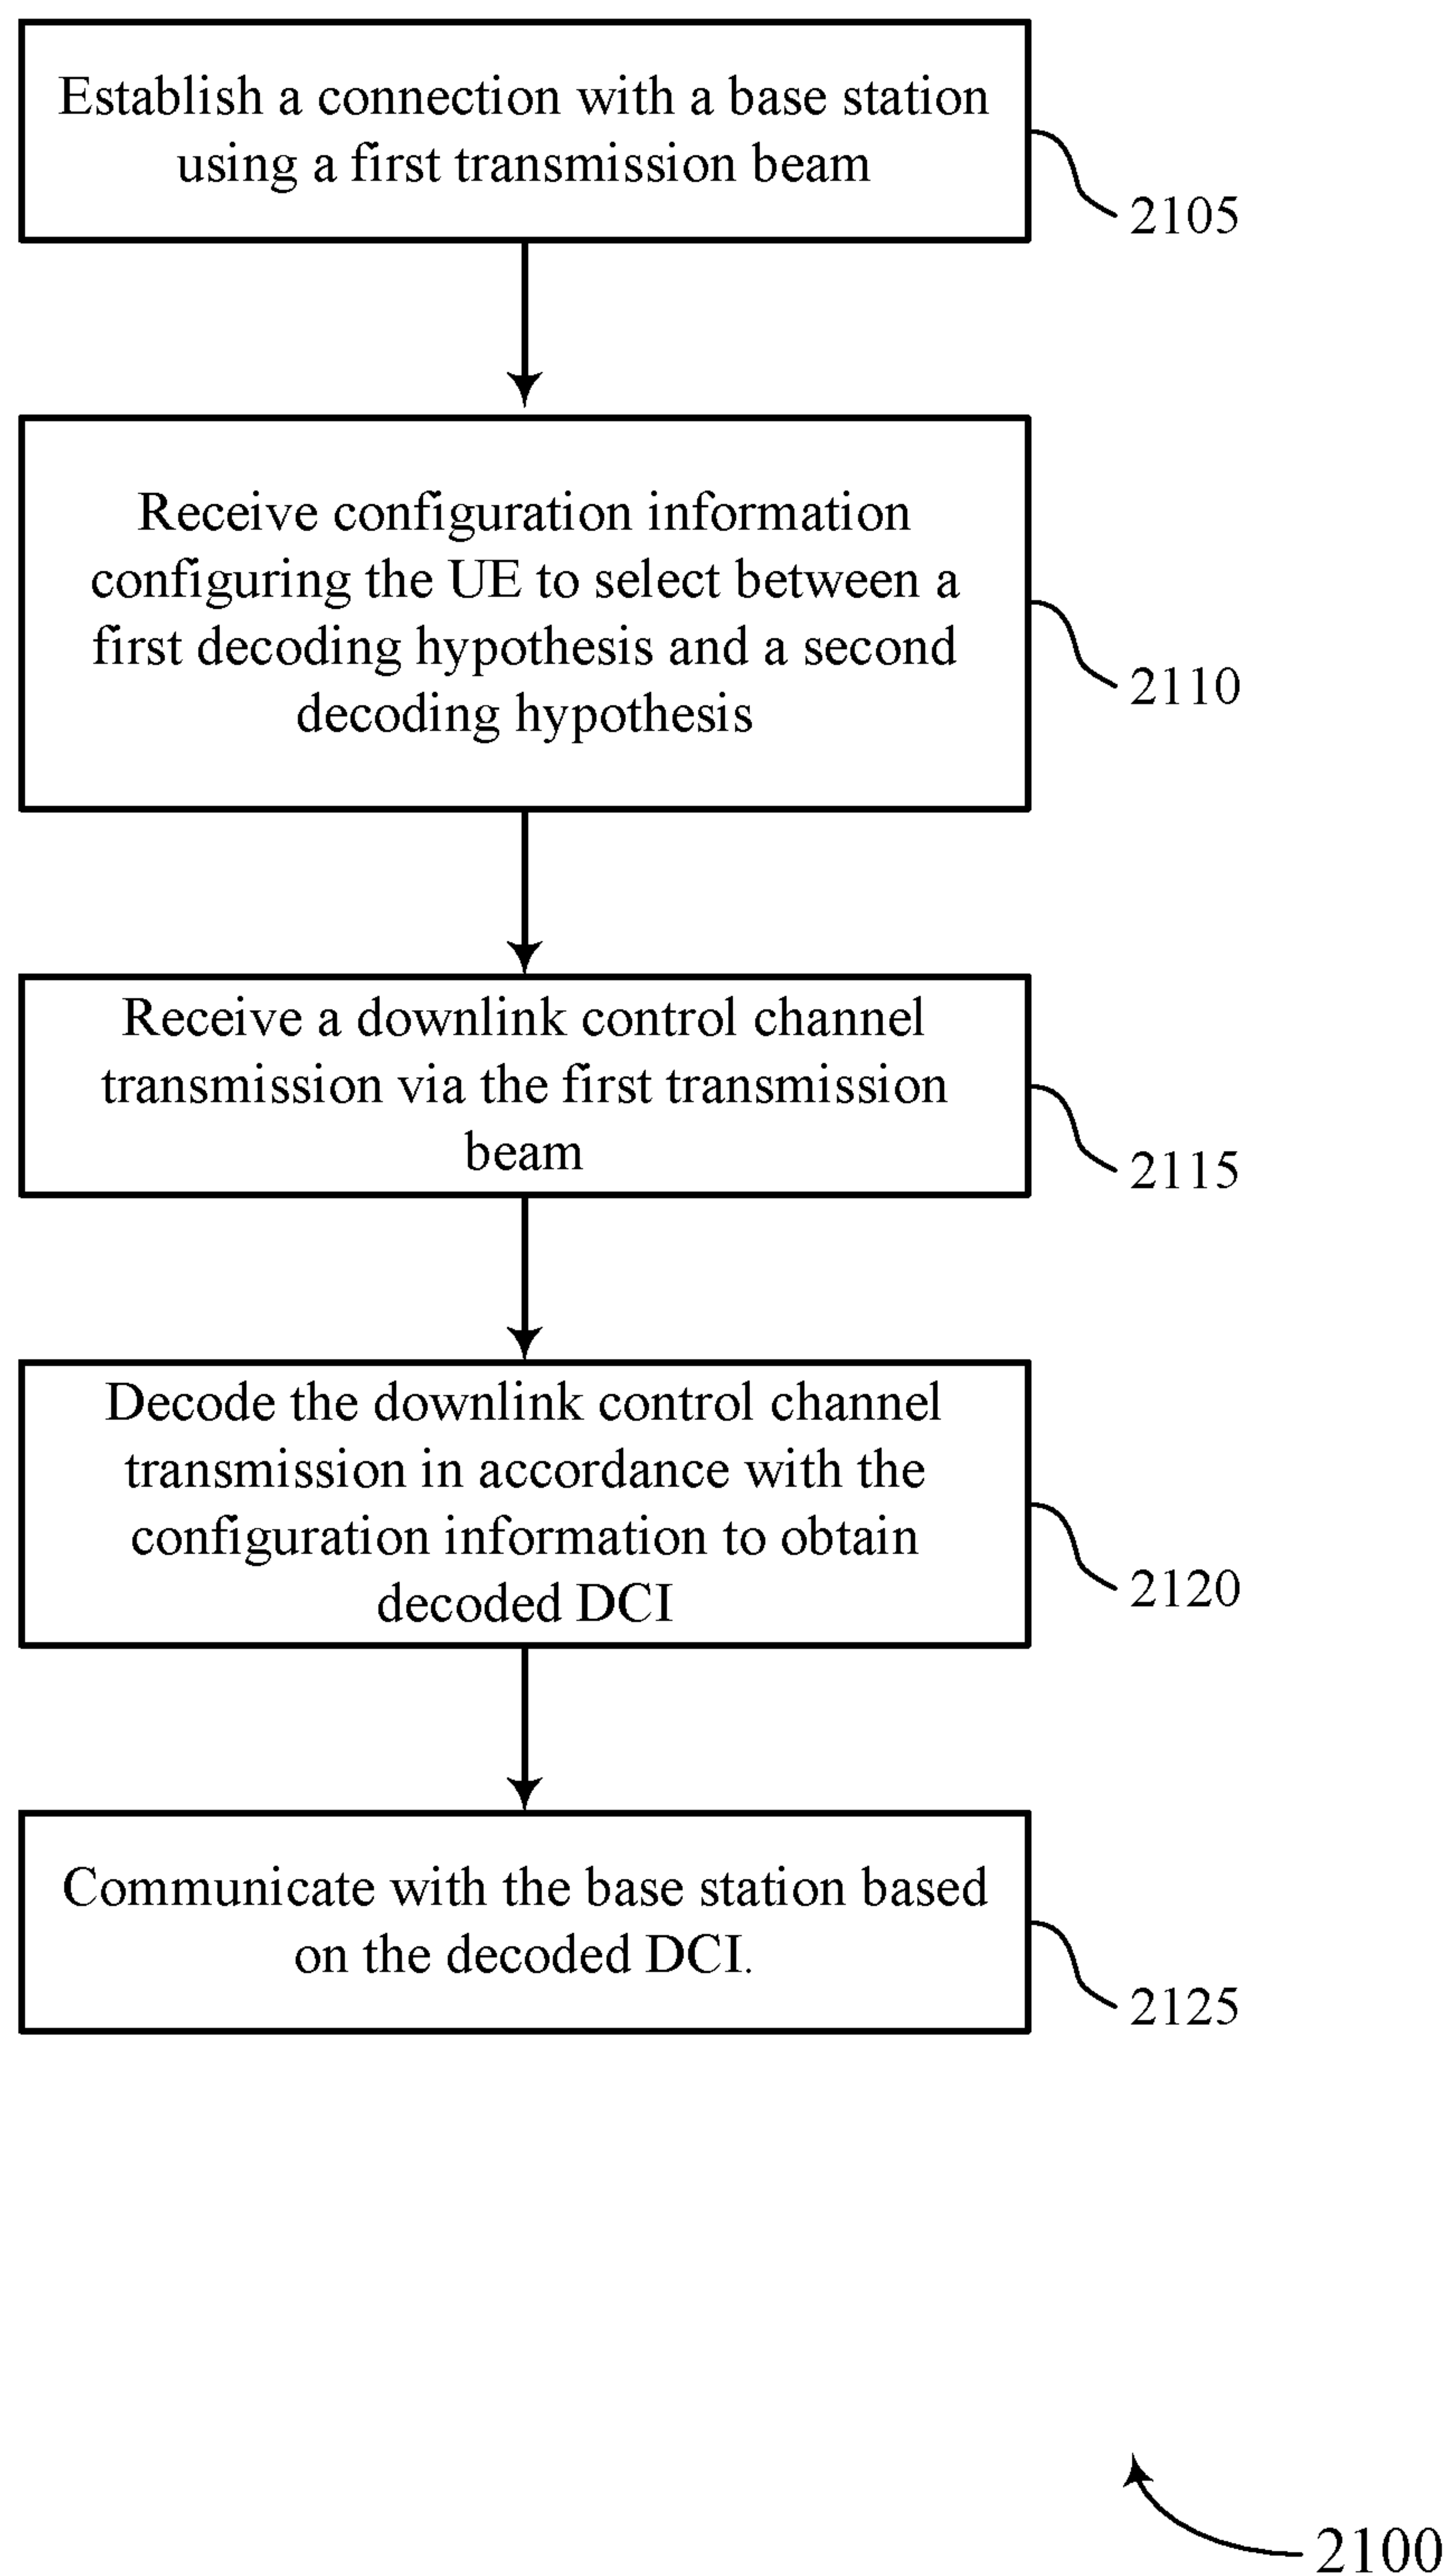 Establish a connection with a base station
using a first transmission beam
2105
Receive configuration information
configuring the UE to select between a
first decoding hypothesis and a second
decoding hypothesis
2110
Receive a downlink control channel
transmission via the first transmission
beam
2115
Decode the downlink control channel
transmission in accordance with the
configuration information to obtain
decoded DCI
2120
Communicate with the base station based
on the decoded DCI.
2125
2100